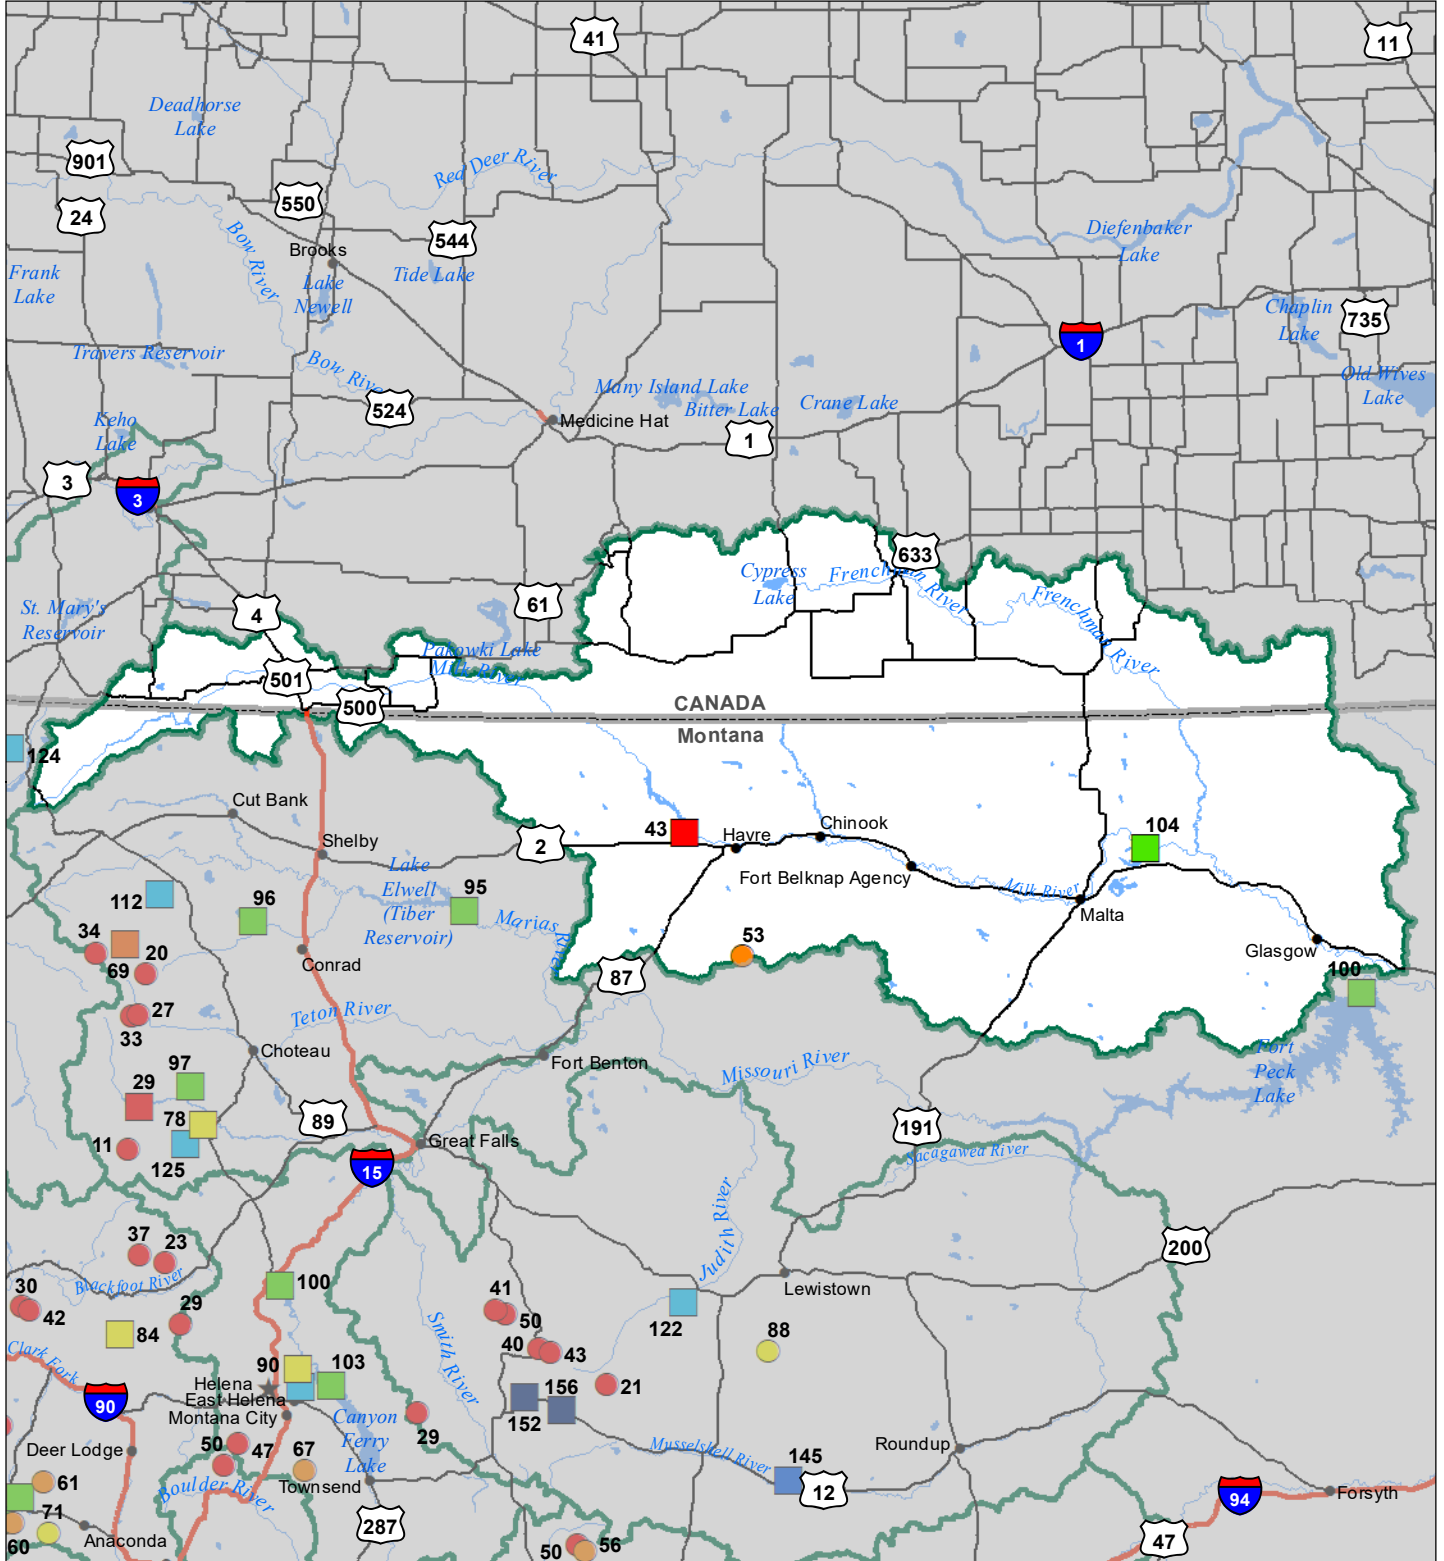 41
11
Deadhorse
Lake
901
Red Deer River
550
24
544
Bow River
Brooks
Diefenbaker
Lake
Frank
Lake
Tide Lake
Lake
Newell
Chaplin
Lake
735
1
Travers Reservoir
Bow River
Old Wives
Lake
Many Island Lake
Bitter Lake
Crane Lake
524
Keho
Lake
Medicine Hat
1
3
3
633
Cypress
Lake
Frenchman River
Frenchman River
St. Mary's
Reservoir
4
61
Pakowki Lake
Milk River
501
500
CANADA
Montana
124
Cut Bank
Shelby
2
43
Havre
Chinook
104
Lake
Elwell
(Tiber
Reservoir)
Fort Belknap Agency
Milk River
Malta
112
96
95
Marias River
34
69
20
Conrad
53
87
Glasgow
100
27
33
Teton River
Choteau
Fort Benton
Missouri River
Fort
Peck
Lake
97
29
78
89
11
125
Great Falls
15
191
Sacagawea River
Judith River
37
23
200
Blackfoot River
30
42
29
100
Lewistown
41
50
122
88
84
Smith River
40
43
Clark Fork
90
103
Helena
East Helena
Montana City
90
156
152
21
Canyon
Ferry
Lake
29
Deer Lodge
50
47
67
Musselshell River
Roundup
145
12
61
Boulder River
Townsend
94
Forsyth
71
60
Anaconda
287
50
56
47